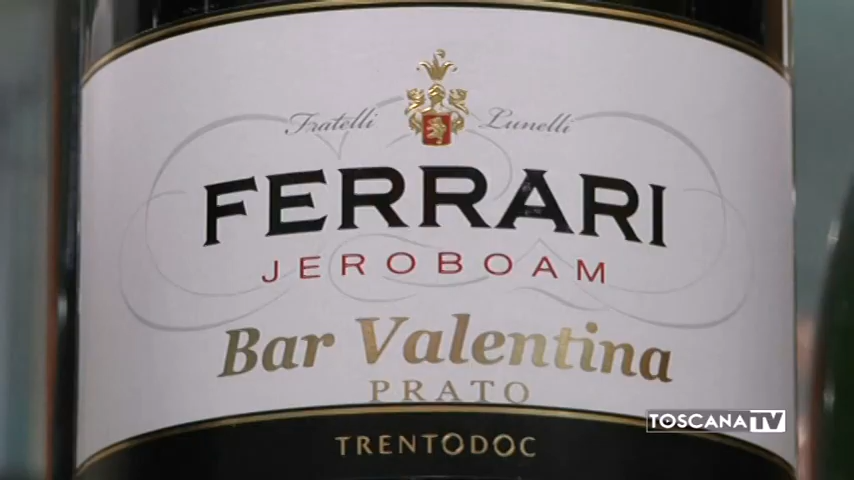 Fratelli Lunelli
FERRARI
JEROBOAM
Bar Valentina
PRATO
TOSCANA TV
TRENTODOC